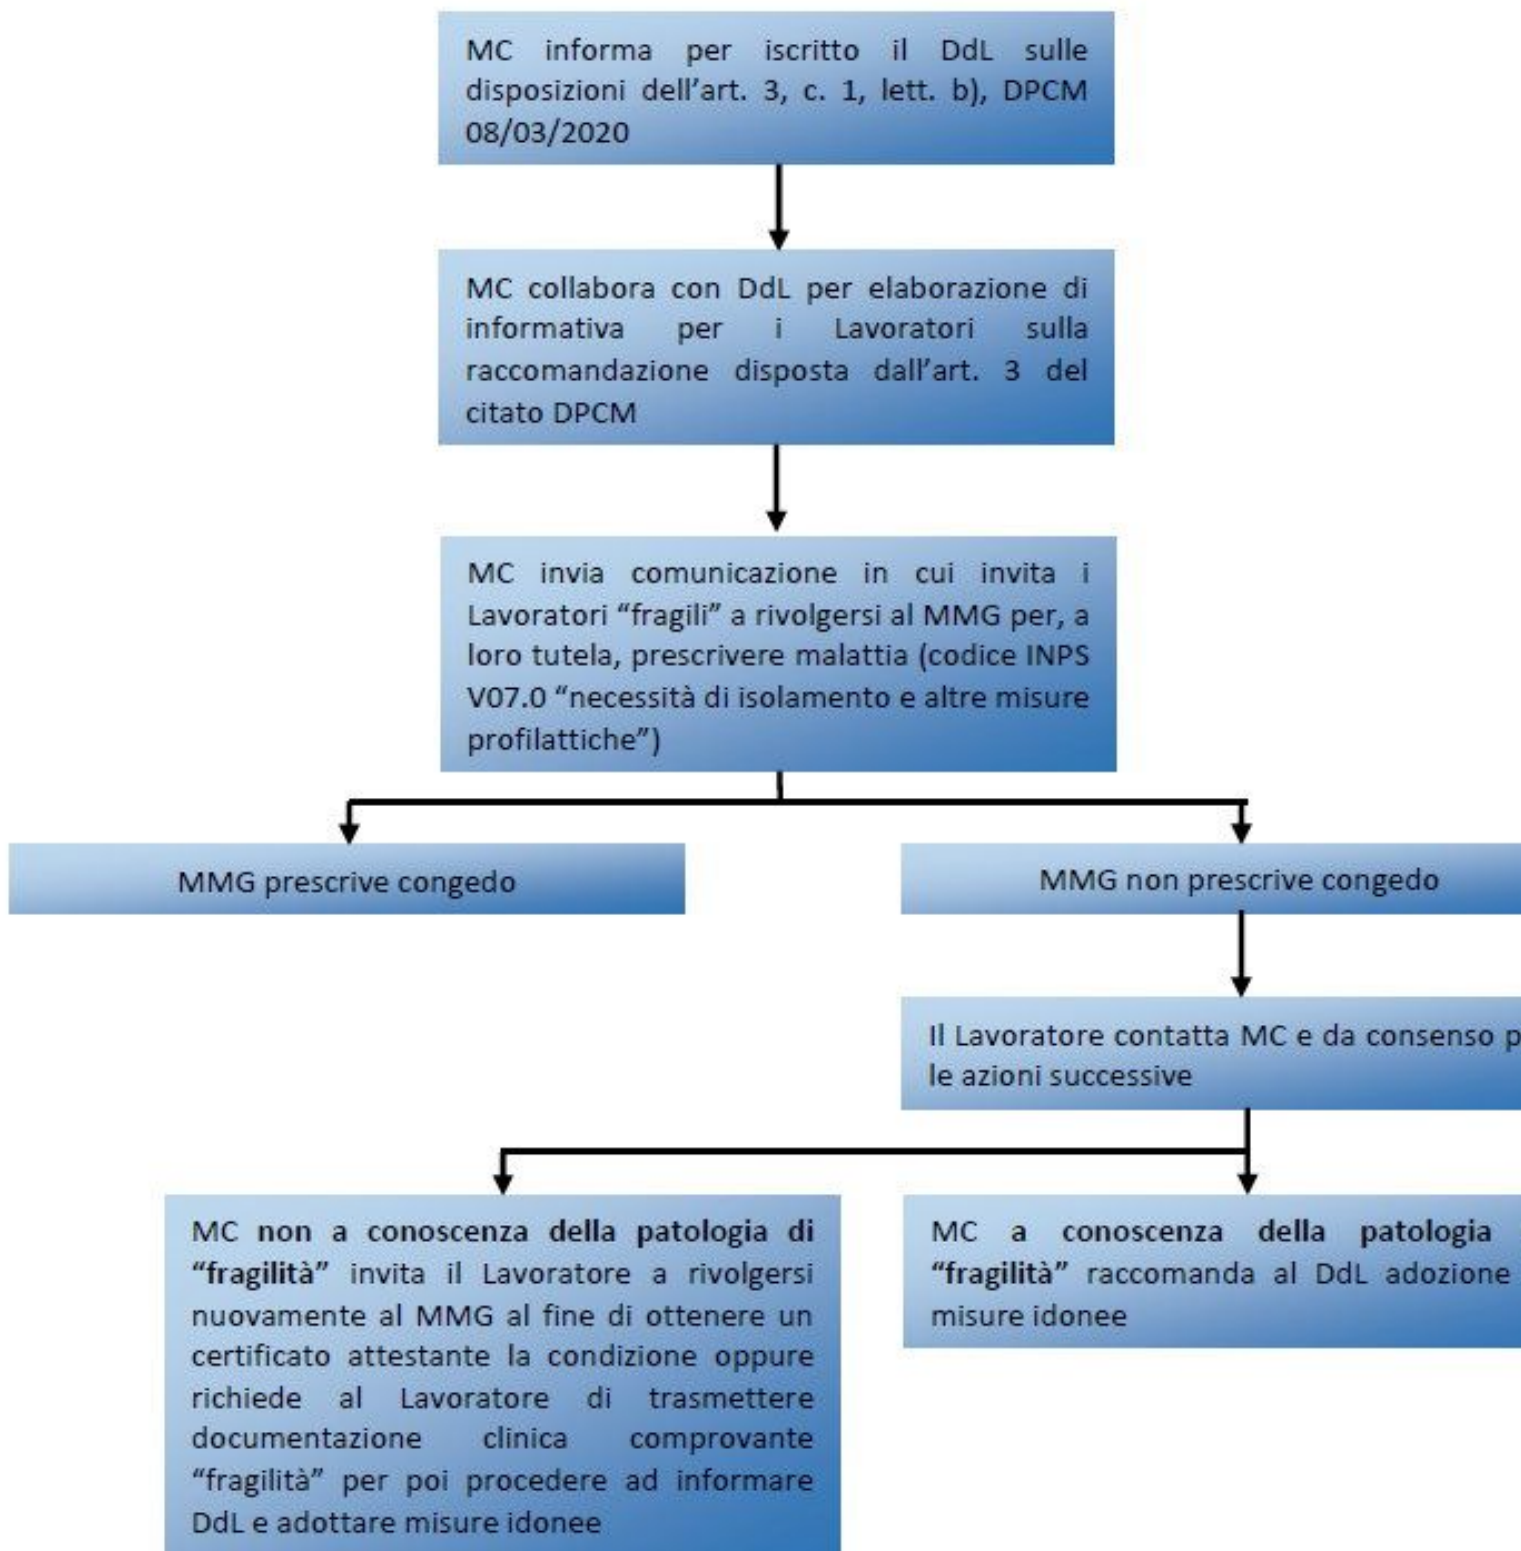 MC informa per iscritto il DdL sulle
disposizioni dell'art. 3, c. 1, lett. b), DPCM
08/03/2020
MC collabora con DdL per elaborazione di
informativa per i Lavoratori sulla
raccomandazione disposta dall'art. 3 del
citato DPCM
MC invia comunicazione in cui invita i
Lavoratori “fragili” a rivolgersi al MMG per, a
loro tutela, prescrivere malattia (codice INPS
V07.0 “necessità di isolamento e altre misure
profilattiche”)
MMG prescrive congedo
MMG non prescrive congedo
Il Lavoratore contatta MC e da consenso p
le azioni successive
MC non a conoscenza della patologia di
“fragilità” invita il Lavoratore a rivolgersi
nuovamente al MMG al fine di ottenere un
certificato attestante la condizione oppure
richiede al Lavoratore di trasmettere
documentazione clinica comprovante
“fragilità” per poi procedere ad informare
DdL e adottare misure idonee
MC a conoscenza della patologia
“fragilità” raccomanda al DdL adozione
misure idonee